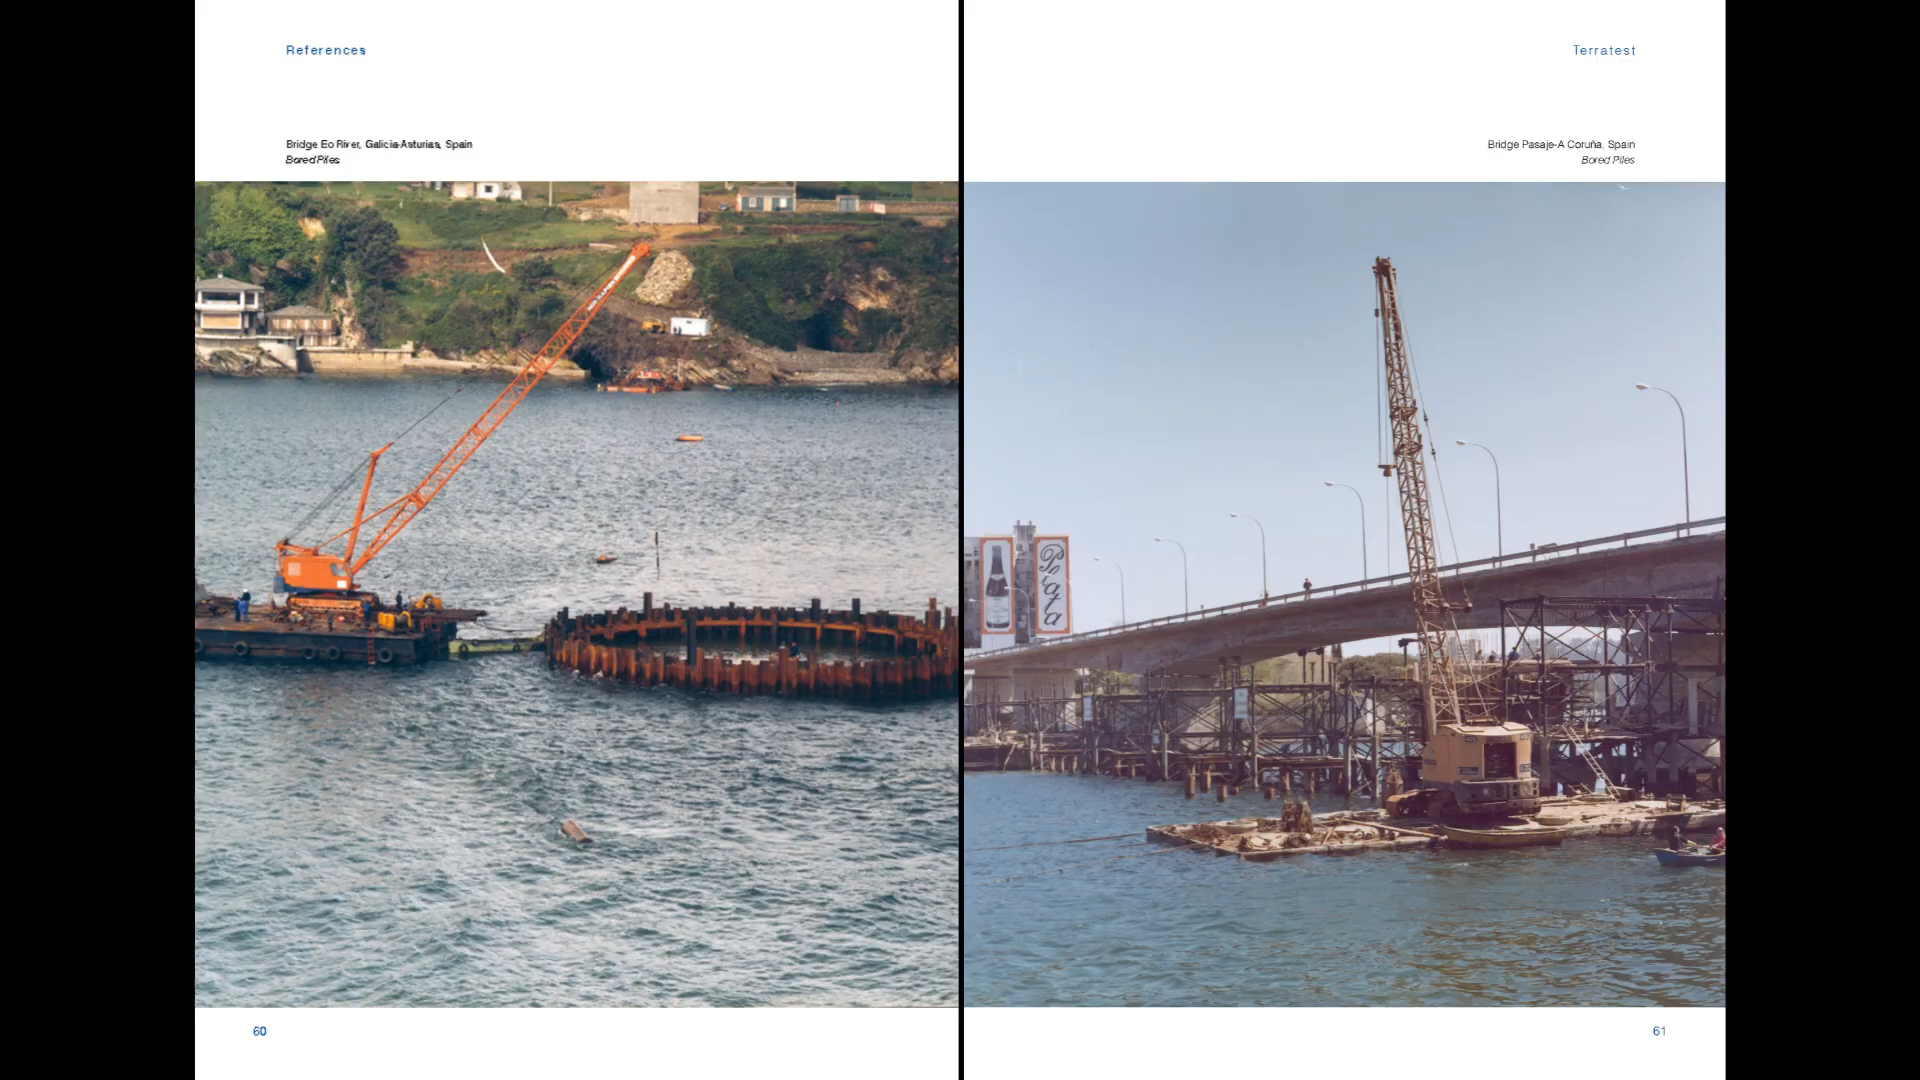 References
Bridge Eo River, Galicia-Asturias, Spain
Bored Piles
60
Terratest
Bridge Pasaje-A Coruña. Spain
Bored Piles
61